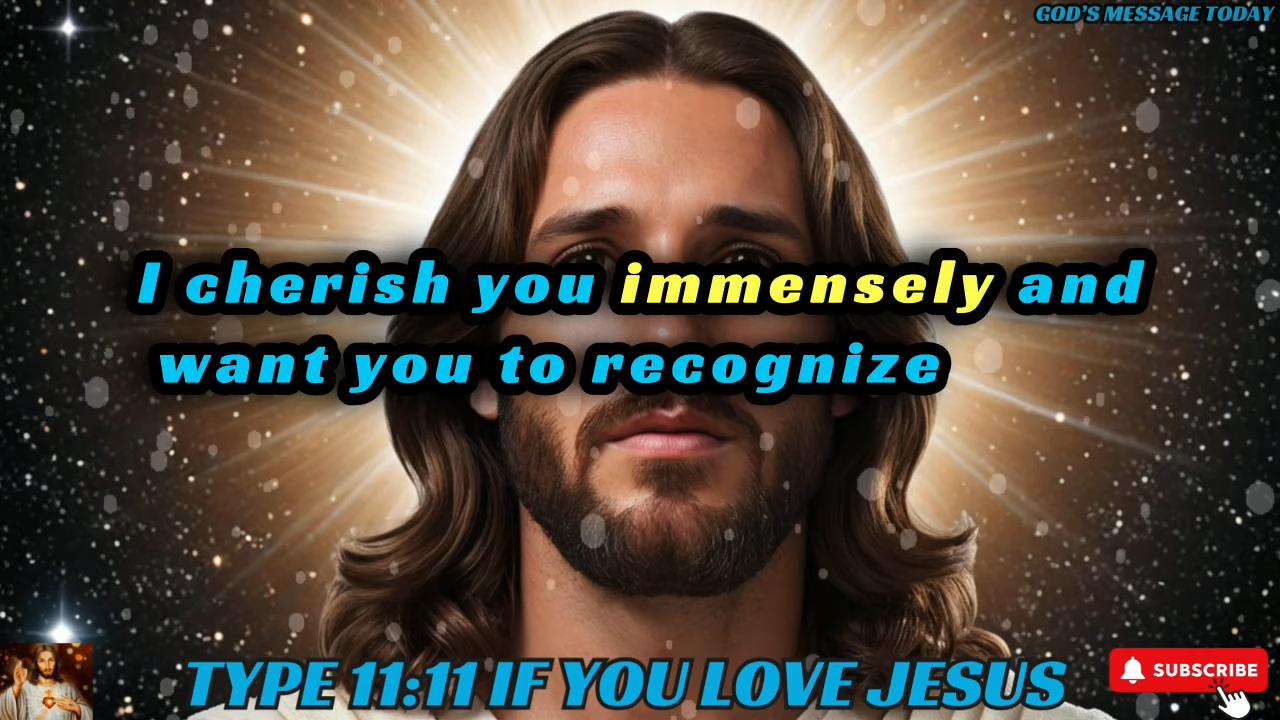 GOD'S MESSAGE TODAY
I cherish you immensely and
want you to recognize
TYPE 11:11 IF YOU LOVE JESUS
SUBSCRIBE